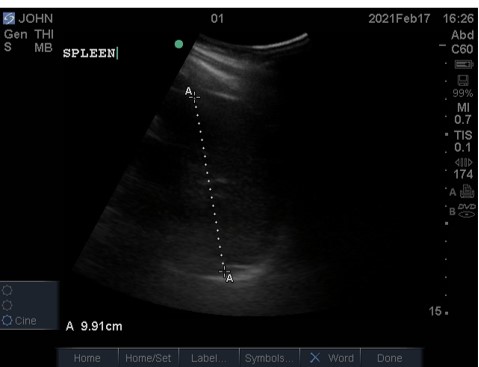 JOHN 01 2021Feb17 16:26
Gen THI Abd
S MB C60
SPLEEN
99%
MI
0.7
TIS
0.1
174
A
A
B DVD
A
15
Cine
A 9.91cm
Home Home/Set Label... Symbols... X Word Done